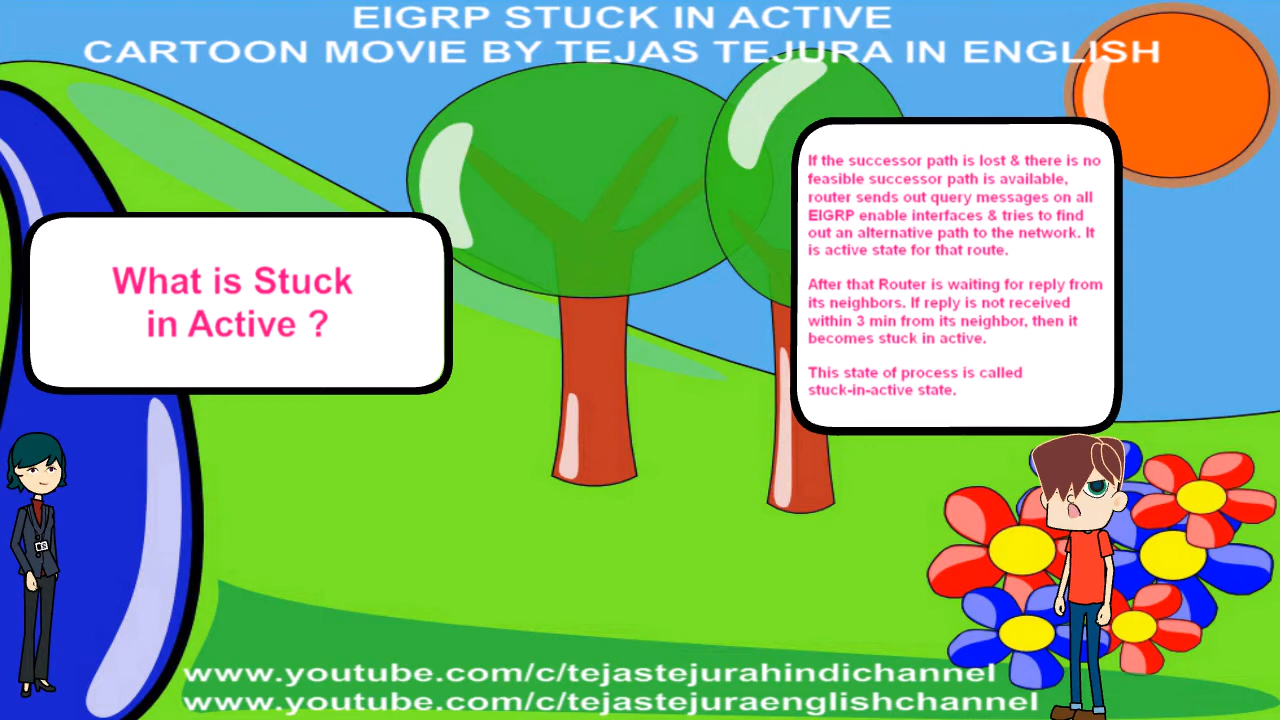 EIGRP STUCK IN ACTIVE
CARTOON MOVIE BY TEJAS TEJURA IN ENGLISH
What is Stuck
in Active ?
If the successor path is lost & there is no
feasible successor path is available,
router sends out query messages on all
EIGRP enable interfaces & tries to find
out an alternative path to the network. It
is active state for that route.
After that Router is waiting for reply from
its neighbors. If reply is not received
within 3 min from its neighbor, then it
becomes stuck in active.
This state of process is called
stuck-in-active state.
www.youtube.com/c/tejastejurahindichannel
www.youtube.com/c/tejastejuraenglishchannel